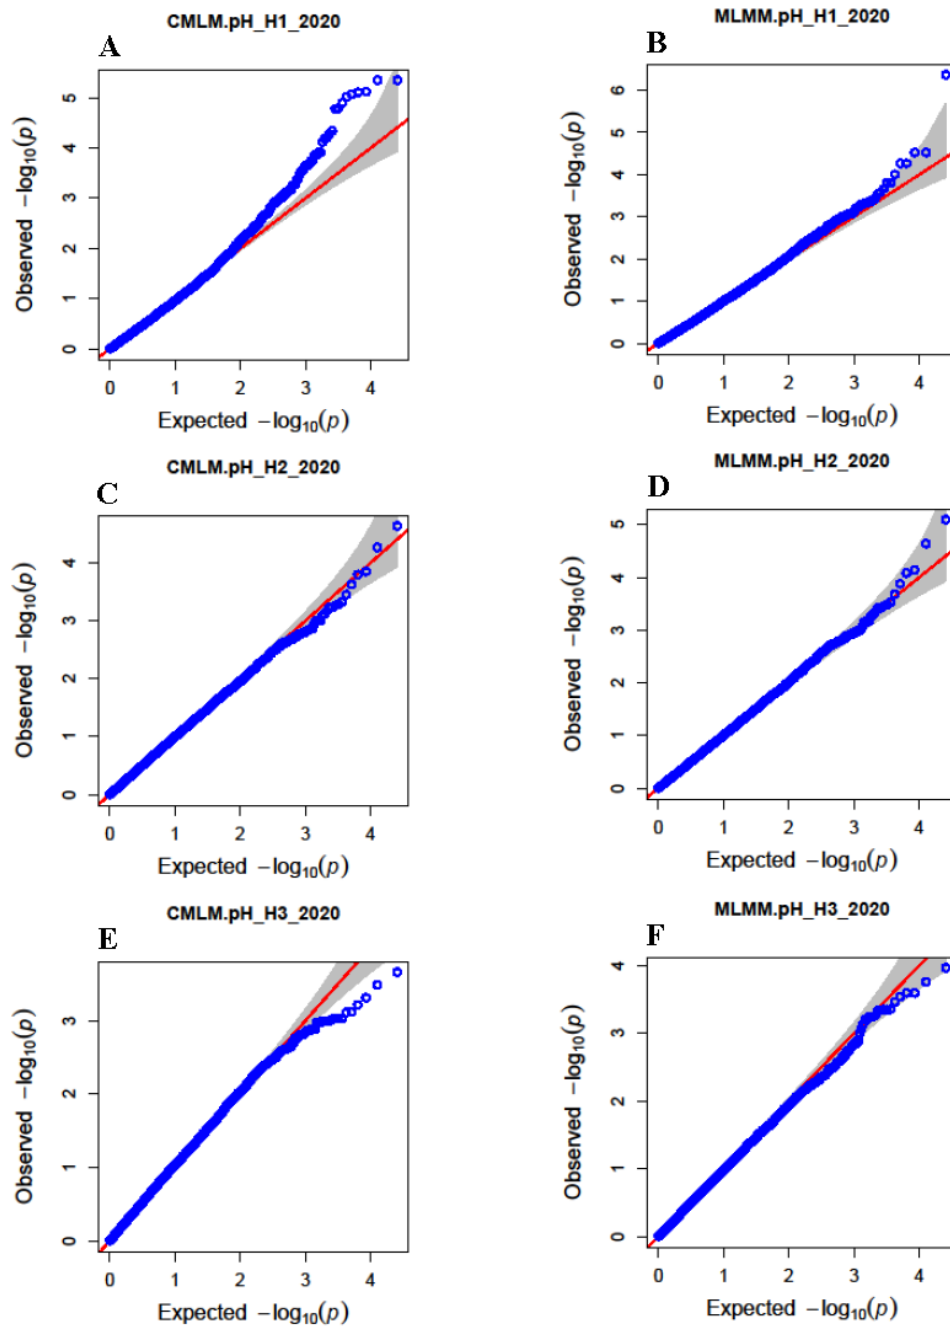 CMLM.pH_H1_2020
A
Observed −log10(p)
5
4
3
2
1
0
0 1 2 3 4
Expected −log10(p)
MLMM.pH_H1_2020
B
Observed −log10(p)
6
5
4
3
2
1
0
0 1 2 3 4
Expected −log10(p)
CMLM.pH_H2_2020
C
Observed −log10(p)
4
3
2
1
0
0 1 2 3 4
Expected −log10(p)
MLMM.pH_H2_2020
D
Observed −log10(p)
5
4
3
2
1
0
0 1 2 3 4
Expected −log10(p)
CMLM.pH_H3_2020
E
Observed −log10(p)
3
2
1
0
0 1 2 3 4
Expected −log10(p)
MLMM.pH_H3_2020
F
Observed −log10(p)
4
3
2
1
0
0 1 2 3 4
Expected −log10(p)